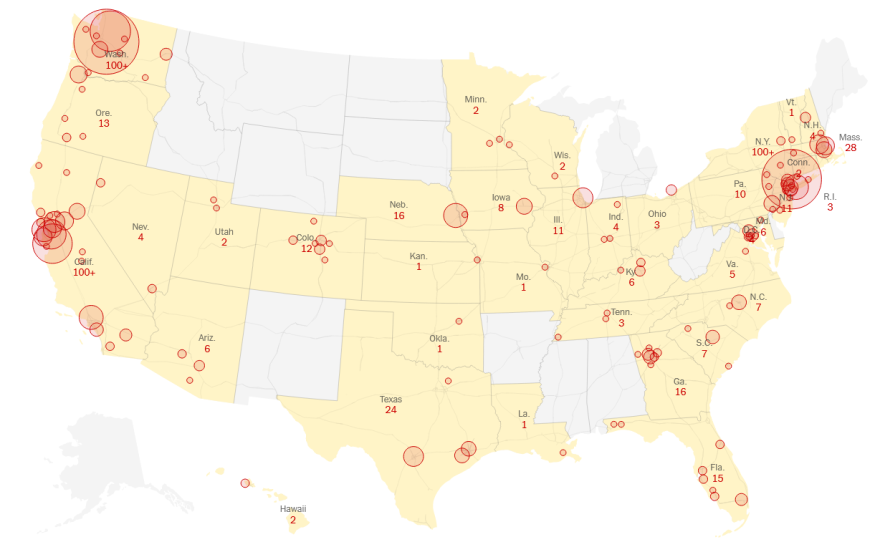 Wash.
100+
Ore.
13
Calif.
100+
Nev.
4
Utah
2
Ariz.
6
Colo.
12
Neb.
16
Kan.
1
Okla.
1
Texas
24
Minn.
2
Iowa
8
Mo.
1
La.
1
Wis.
2
Ill.
11
Ind.
4
Ohio
3
Ky.
6
Tenn.
3
Ga.
16
Fla.
15
S.C.
7
N.C.
7
Va.
5
Md.
6
Pa.
10
11
N.Y.
100+
Vt.
1
N.H.
4
Mass.
28
Conn.
2
R.I.
3
Hawaii
2